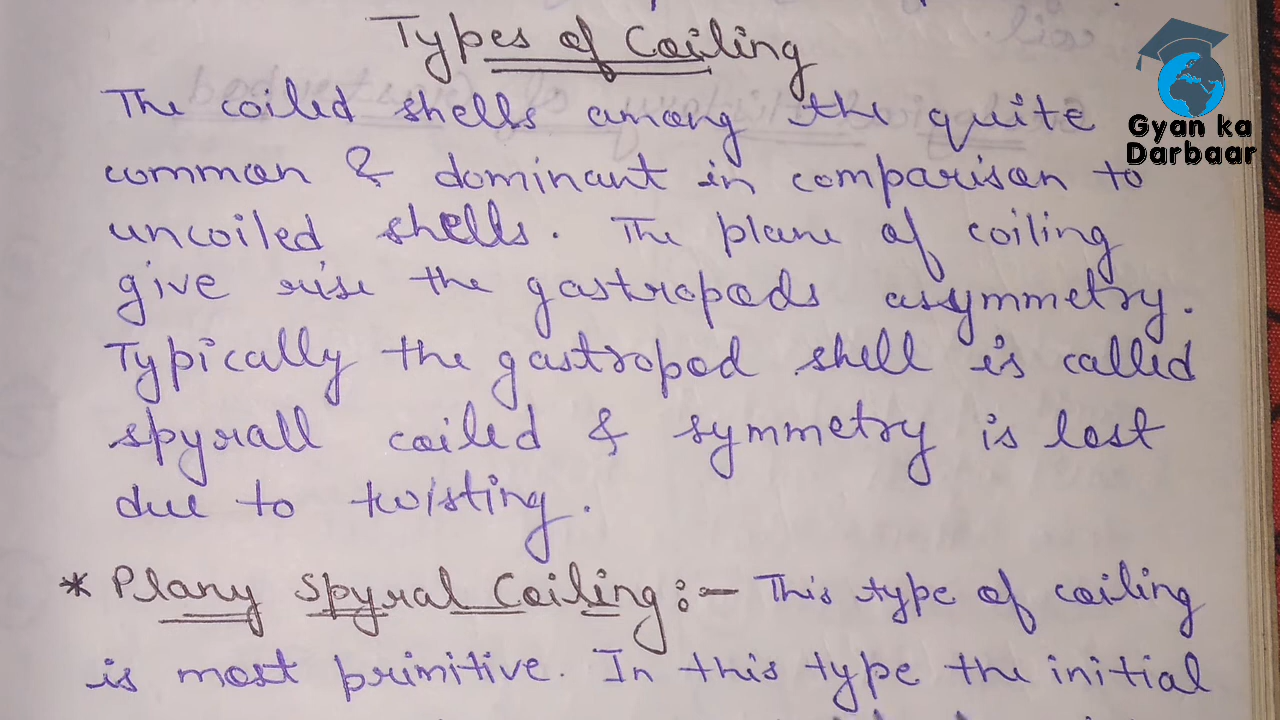 Types of Coiling
The coiled shells among the quite
common & dominant in comparison to
uncoiled shells. The plane of coiling
give rise the gastropods asymmetry.
Typically the gastropod shell is called
spyrall coiled & symmetry is lost
due to twisting.
* Plany Spyral Coiling:- This type of coiling
is most primitive. In this type the initial
Gyan ka
Darbaar